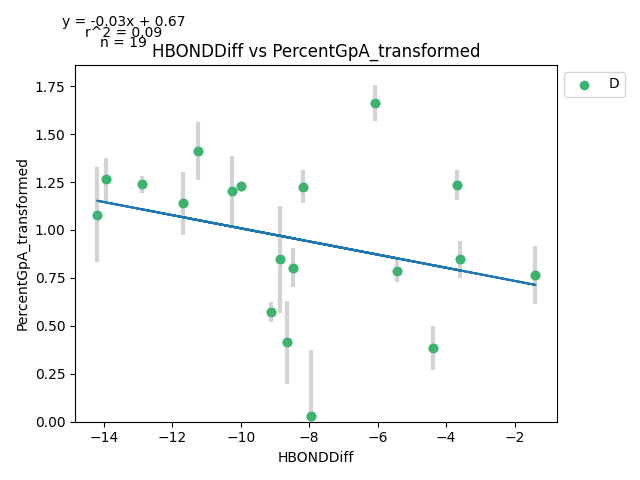 y = -0.03x + 0.67
r^2 = 0.09
n = 19
HBONDDiff vs PercentGpA_transformed
D
PercentGpA_transformed
1.75
1.50
1.25
1.00
0.75
0.50
0.25
0.00
−14 −12 −10 −8 −6 −4 −2
HBONDDiff